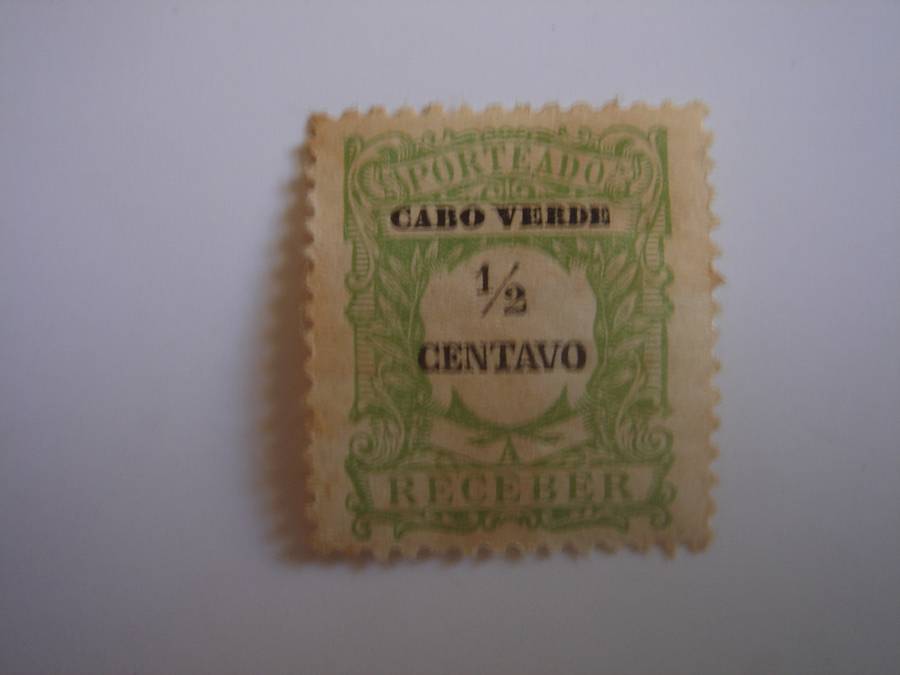 PORTEADO
CABO VERDE
1/2
CENTAVO
A
RECEBER